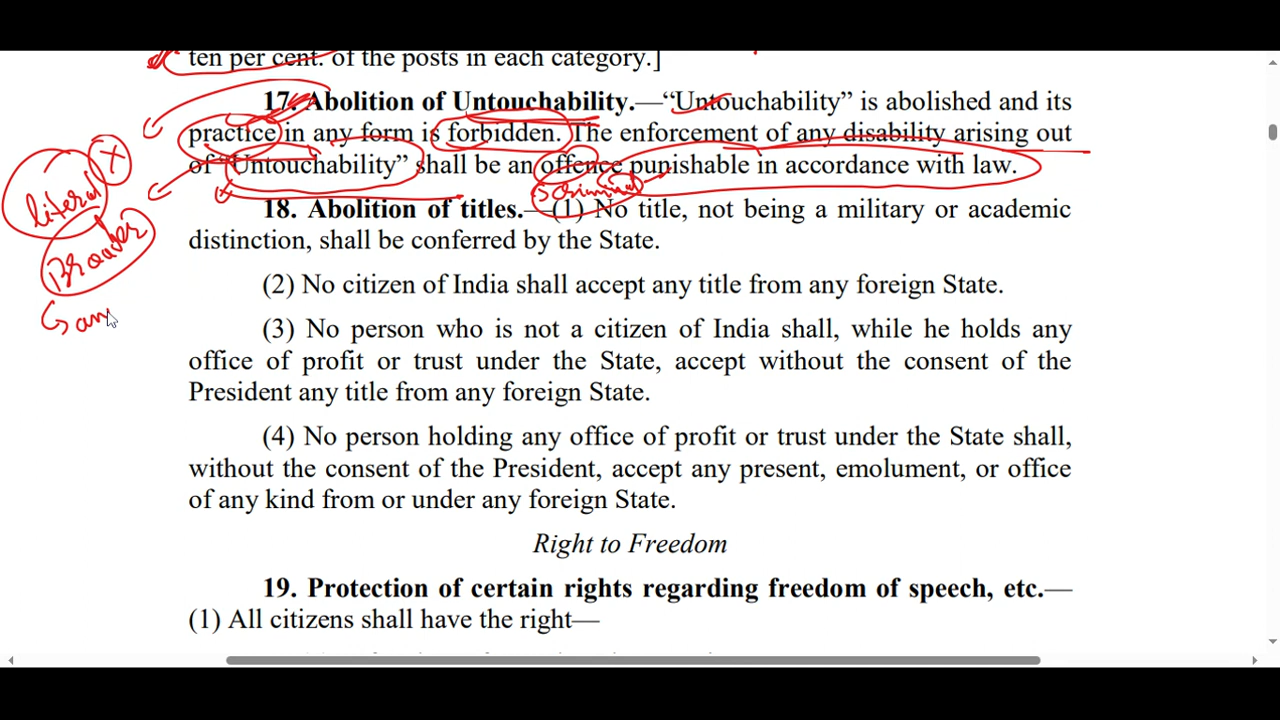 ten per cent. of the posts in each category.]
17. Abolition of Untouchability.—“Untouchability” is abolished and its
practice in any form is forbidden. The enforcement of any disability arising out
of “Untouchability” shall be an offence punishable in accordance with law.
literal X
Broader
any
criminal
18. Abolition of titles.—(1) No title, not being a military or academic
distinction, shall be conferred by the State.
(2) No citizen of India shall accept any title from any foreign State.
(3) No person who is not a citizen of India shall, while he holds any
office of profit or trust under the State, accept without the consent of the
President any title from any foreign State.
(4) No person holding any office of profit or trust under the State shall,
without the consent of the President, accept any present, emolument, or office
of any kind from or under any foreign State.
Right to Freedom
19. Protection of certain rights regarding freedom of speech, etc.—
(1) All citizens shall have the right—